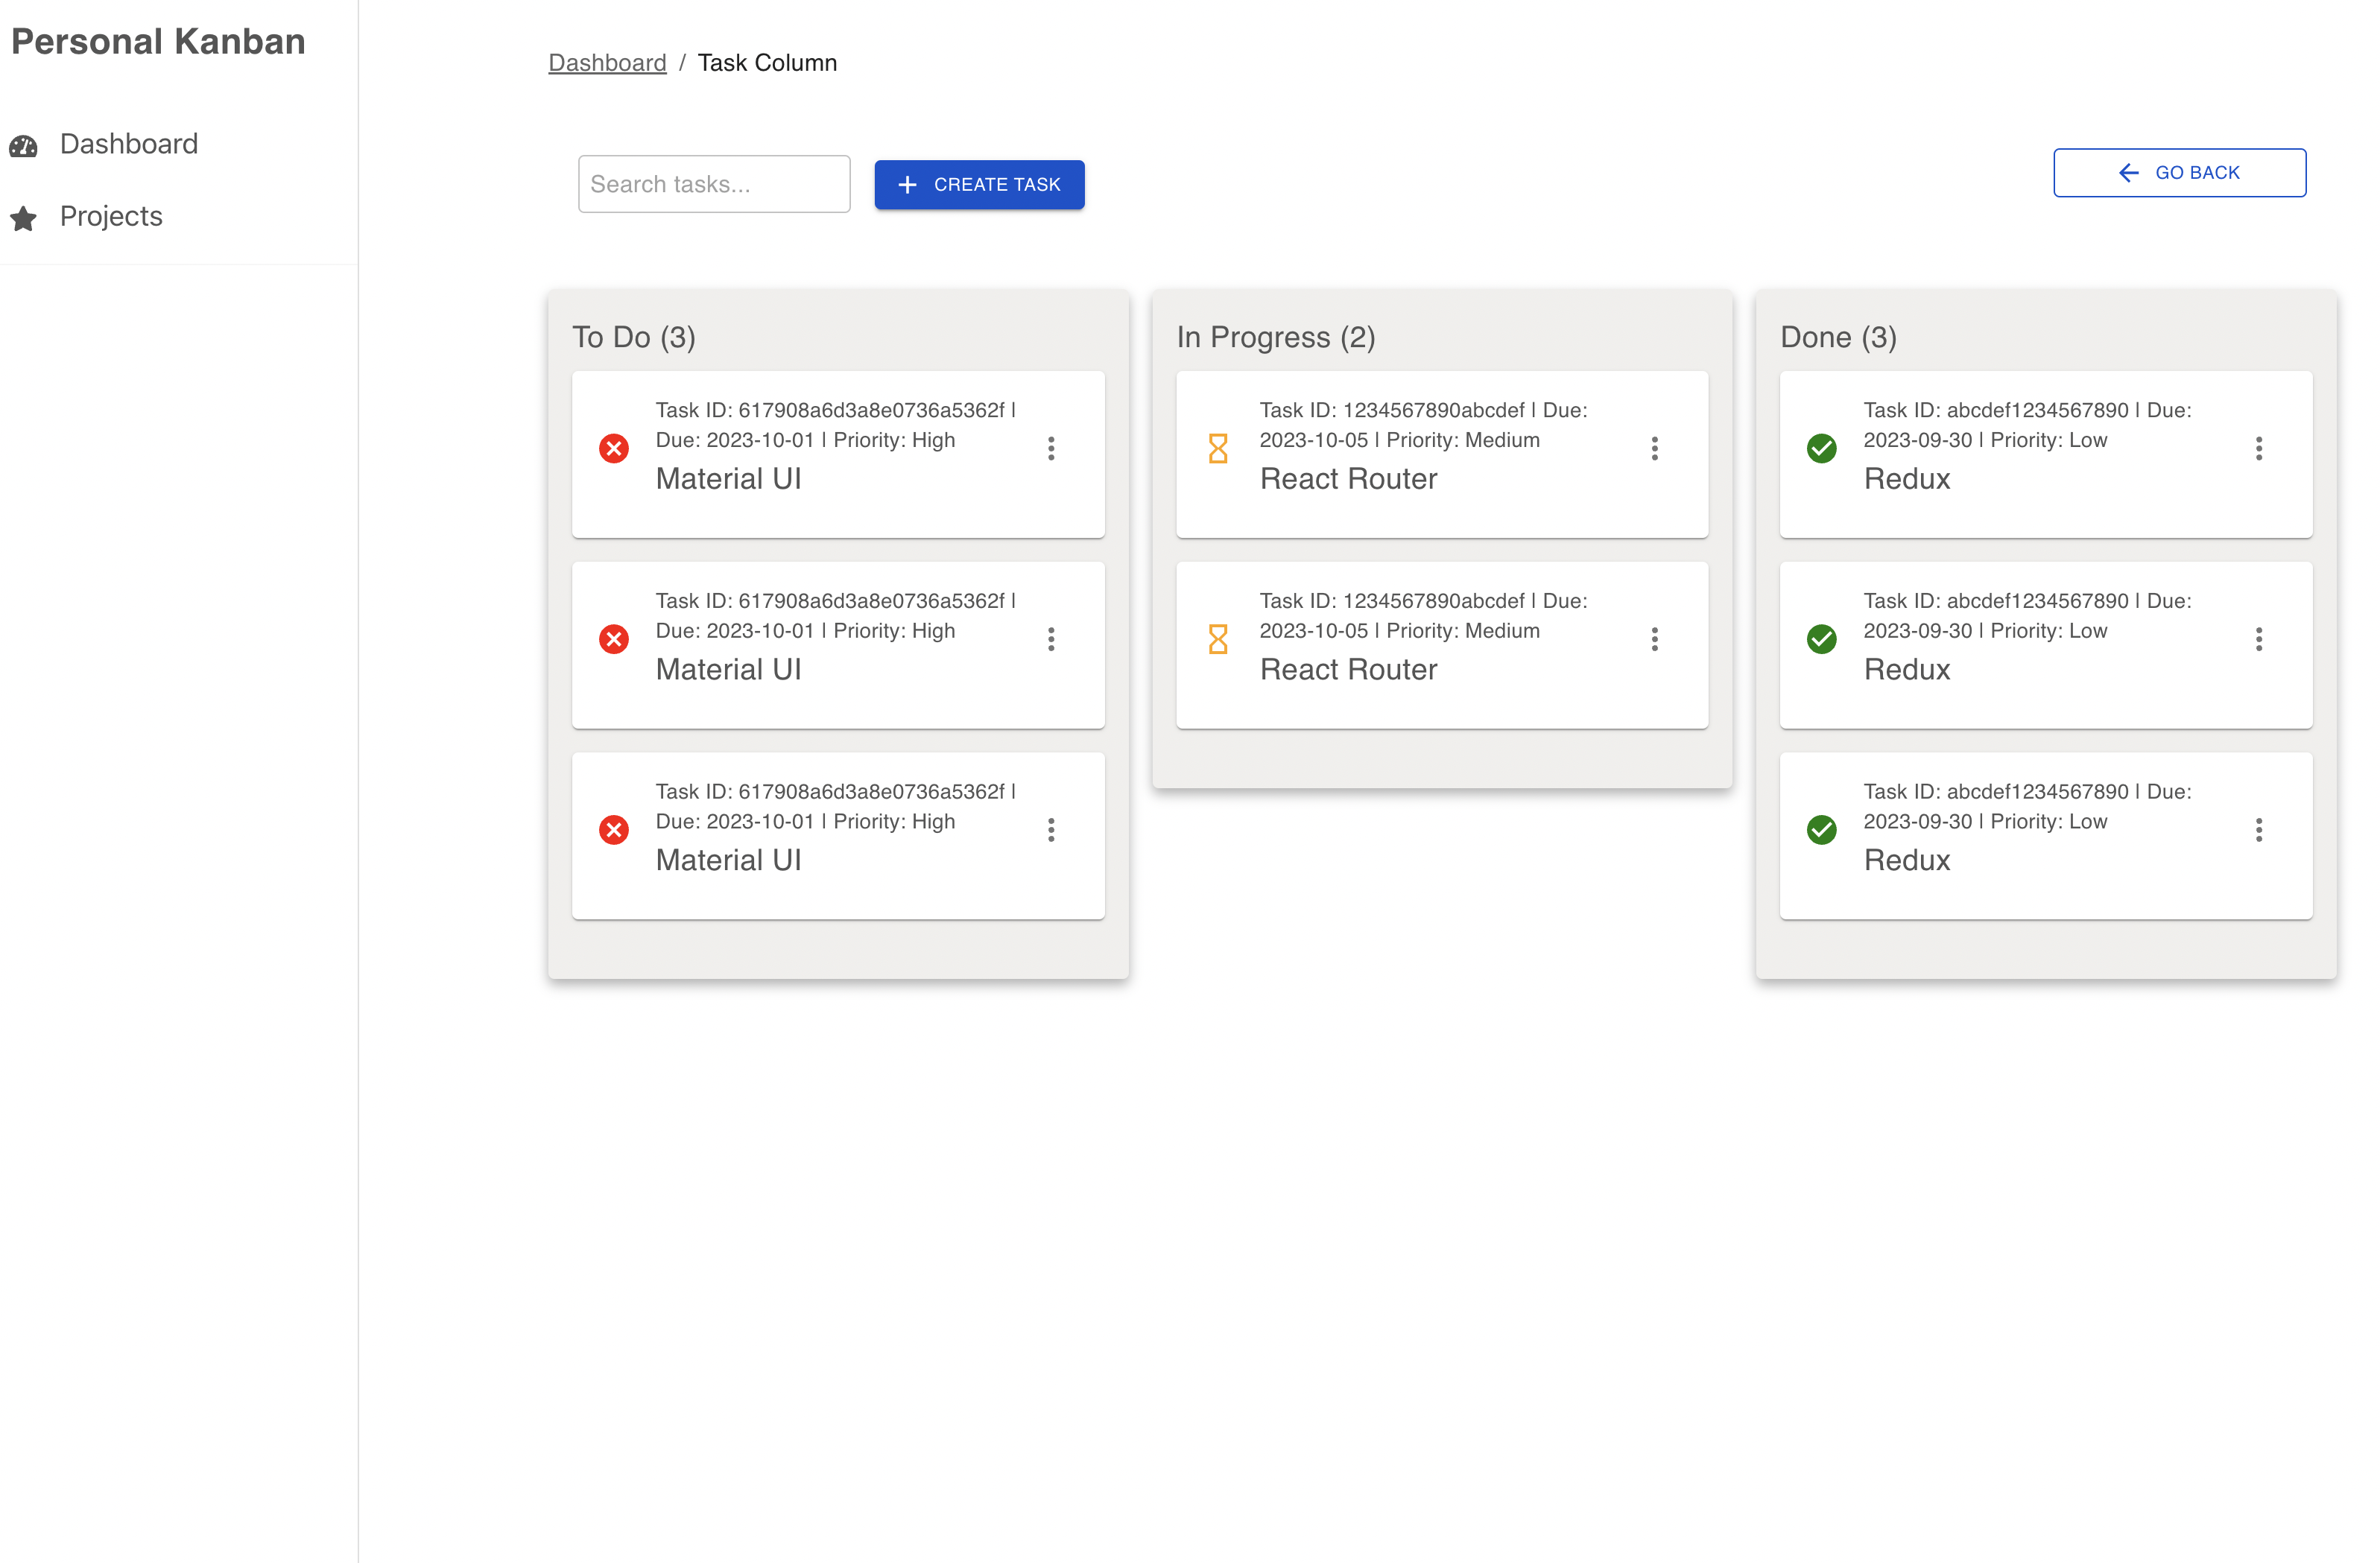 Personal Kanban
Dashboard
Projects
Dashboard / Task Column
Search tasks...
+ CREATE TASK
GO BACK
To Do (3)
Task ID: 617908a6d3a8e0736a5362f |
Due: 2023-10-01 | Priority: High
Material UI
Task ID: 617908a6d3a8e0736a5362f |
Due: 2023-10-01 | Priority: High
Material UI
Task ID: 617908a6d3a8e0736a5362f |
Due: 2023-10-01 | Priority: High
Material UI
In Progress (2)
Task ID: 1234567890abcdef | Due:
2023-10-05 | Priority: Medium
React Router
Task ID: 1234567890abcdef | Due:
2023-10-05 | Priority: Medium
React Router
Done (3)
Task ID: abcdef1234567890 | Due:
2023-09-30 | Priority: Low
Redux
Task ID: abcdef1234567890 | Due:
2023-09-30 | Priority: Low
Redux
Task ID: abcdef1234567890 | Due:
2023-09-30 | Priority: Low
Redux